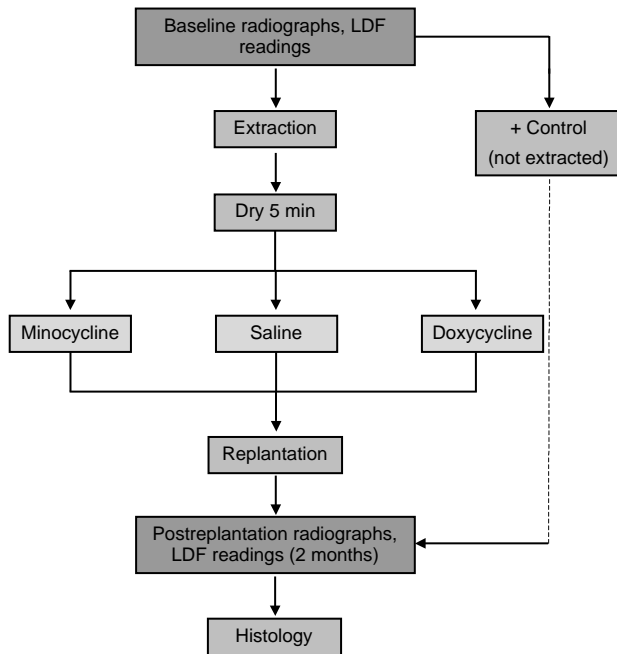 Baseline radiographs, LDF
readings
Extraction
+ Control
(not extracted)
Dry 5 min
Minocycline
Saline
Doxycycline
Replantation
Postreplantation radiographs,
LDF readings (2 months)
Histology